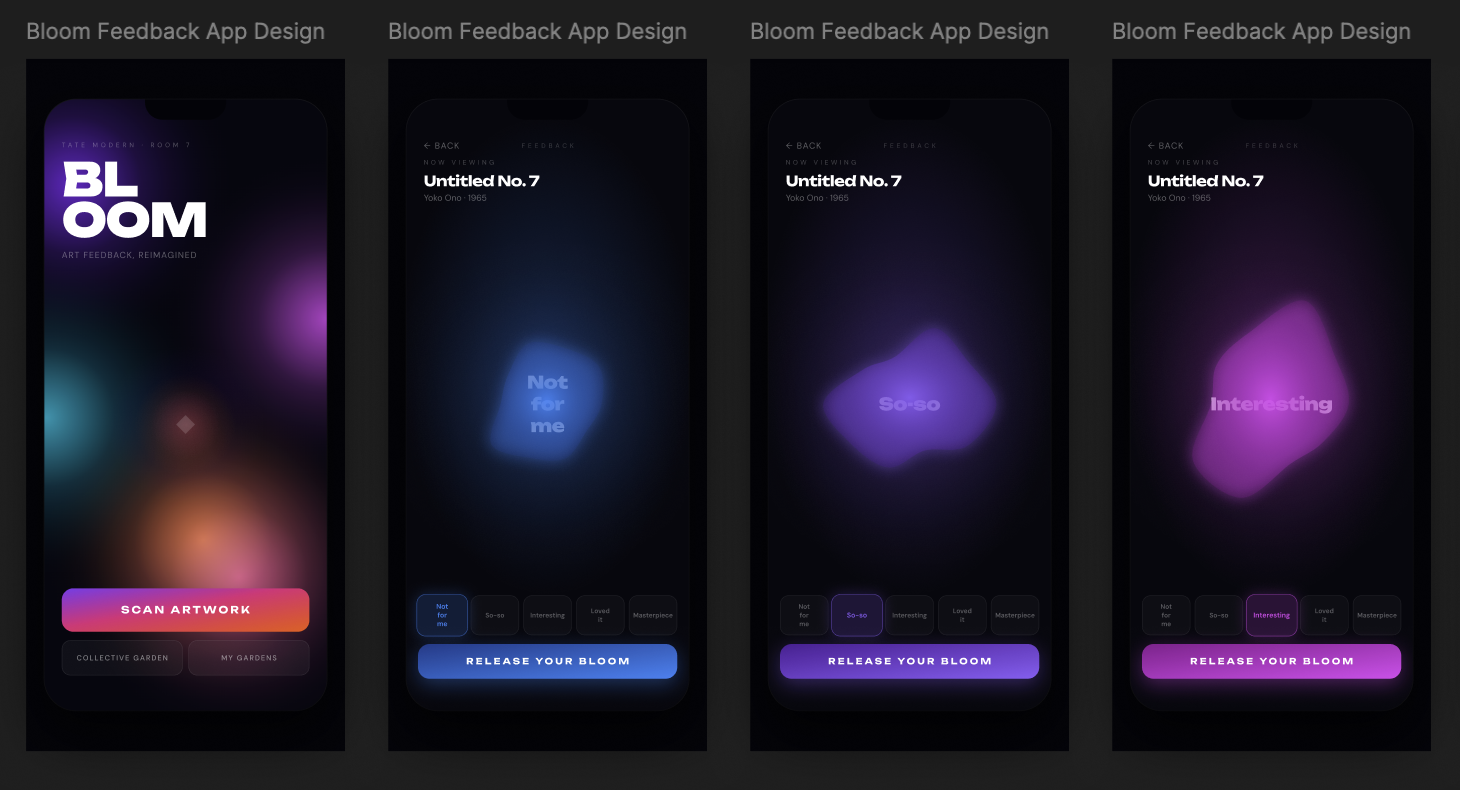 Bloom Feedback App Design
TATE MODERN · ROOM 7
BL
OOM
ART FEEDBACK, REIMAGINED
SCAN ARTWORK
COLLECTIVE GARDEN
MY GARDENS
Bloom Feedback App Design
← BACK
FEEDBACK
NOW VIEWING
Untitled No. 7
Yoko Ono · 1965
Not
for
me
Not
for
me
So-so
Interesting
Loved
it
Masterpiece
RELEASE YOUR BLOOM
Bloom Feedback App Design
← BACK
FEEDBACK
NOW VIEWING
Untitled No. 7
Yoko Ono · 1965
So-so
Not
for
me
So-so
Interesting
Loved
it
Masterpiece
RELEASE YOUR BLOOM
Bloom Feedback App Design
← BACK
FEEDBACK
NOW VIEWING
Untitled No. 7
Yoko Ono · 1965
Interesting
Not
for
me
So-so
Interesting
Loved
it
Masterpiece
RELEASE YOUR BLOOM